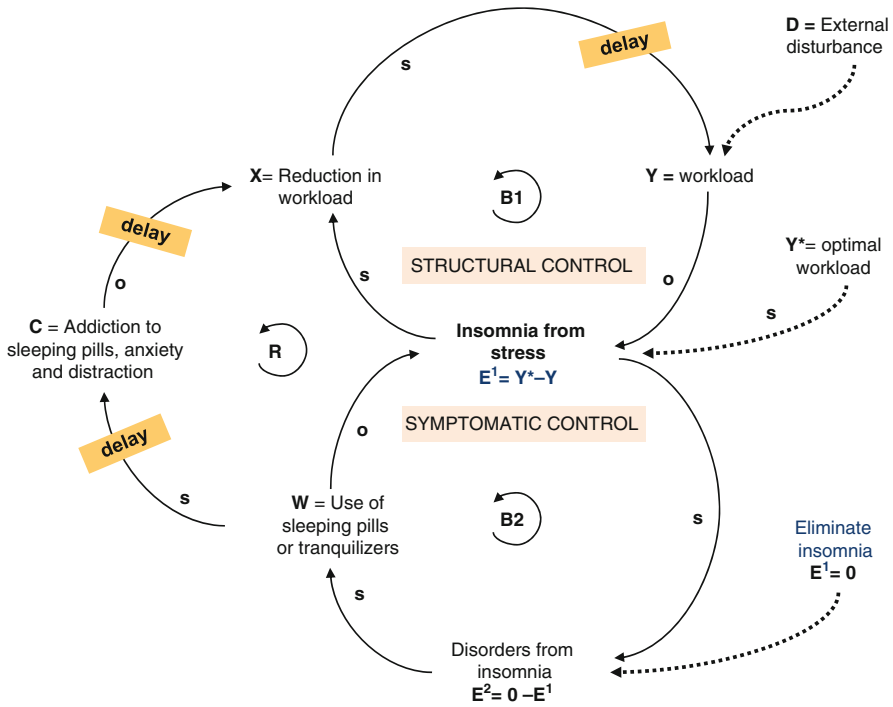 delay
D = External
disturbance
s
X= Reduction in
workload
B1
Y = workload
delay
STRUCTURAL CONTROL
Y*= optimal
workload
s
o
s
o
C = Addiction to
sleeping pills, anxiety
and distraction
R
Insomnia from
stress
E¹= Y*–Y
SYMPTOMATIC CONTROL
delay
o
s
W = Use of
sleeping pills
or tranquilizers
B2
s
Eliminate
insomnia
E¹= 0
s
Disorders from
insomnia
E²= 0 –E¹